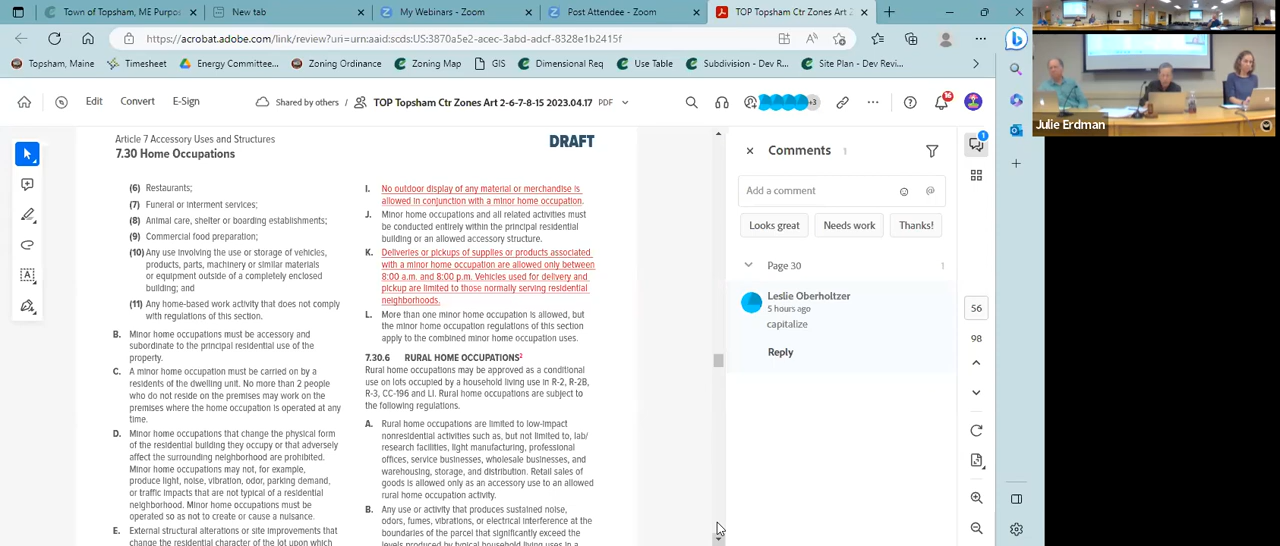 Town of Topsham, ME Purpo
New tab
My Webinars - Zoom
Post Attendee - Zoom
TOP Topsham Ctr Zones Art 2
https://acrobat.adobe.com/link/review?uri=urn:aaid:scds:US:3870a5e2-acec-3abd-adcf-8328e1b2415f
Topsham, Maine
Timesheet
Energy Committee...
Zoning Ordinance
Zoning Map
GIS
Dimensional Req
Use Table
Subdivision - Dev R...
Site Plan - Dev Revi...
Edit
Convert
E-Sign
Shared by others /
TOP Topsham Ctr Zones Art 2-6-7-8-15 2023.04.17
PDF
+3
16
Julie Erdman
Article 7 Accessory Uses and Structures
7.30 Home Occupations
DRAFT
(6) Restaurants;
(7) Funeral or interment services;
(8) Animal care, shelter or boarding establishments;
(9) Commercial food preparation;
(10) Any use involving the use or storage of vehicles,
products, parts, machinery or similar materials
or equipment outside of a completely enclosed
building; and
(11) Any home-based work activity that does not comply
with regulations of this section.
B. Minor home occupations must be accessory and
subordinate to the principal residential use of the
property.
C. A minor home occupation must be carried on by a
residents of the dwelling unit. No more than 2 people
who do not reside on the premises may work on the
premises where the home occupation is operated at any
time.
D. Minor home occupations that change the physical form
of the residential building they occupy or that adversely
affect the surrounding neighborhood are prohibited.
Minor home occupations may not, for example,
produce light, noise, vibration, odor, parking demand,
or traffic impacts that are not typical of a residential
neighborhood. Minor home occupations must be
operated so as not to create or cause a nuisance.
E. External structural alterations or site improvements that
change the residential character of the lot upon which
I. No outdoor display of any material or merchandise is
allowed in conjunction with a minor home occupation.
J. Minor home occupations and all related activities must
be conducted entirely within the principal residential
building or an allowed accessory structure.
K. Deliveries or pickups of supplies or products associated
with a minor home occupation are allowed only between
8:00 a.m. and 8:00 p.m. Vehicles used for delivery and
pickup are limited to those normally serving residential
neighborhoods.
L. More than one minor home occupation is allowed, but
the minor home occupation regulations of this section
apply to the combined minor home occupation uses.
7.30.6 RURAL HOME OCCUPATIONS2
Rural home occupations may be approved as a conditional
use on lots occupied by a household living use in R-2, R-2B,
R-3, CC-196 and LI. Rural home occupations are subject to
the following regulations.
A. Rural home occupations are limited to low-impact
nonresidential activities such as, but not limited to, lab/
research facilities, light manufacturing, professional
offices, service businesses, wholesale businesses, and
warehousing, storage, and distribution. Retail sales of
goods is allowed only as an accessory use to an allowed
rural home occupation activity.
B. Any use or activity that produces sustained noise,
odors, fumes, vibrations, or electrical interference at the
boundaries of the parcel that significantly exceed the
levels produced by typical household living uses in a
Comments 1
Add a comment
Looks great
Needs work
Thanks!
Page 30
1
Leslie Oberholtzer
5 hours ago
capitalize
Reply
1
56
98